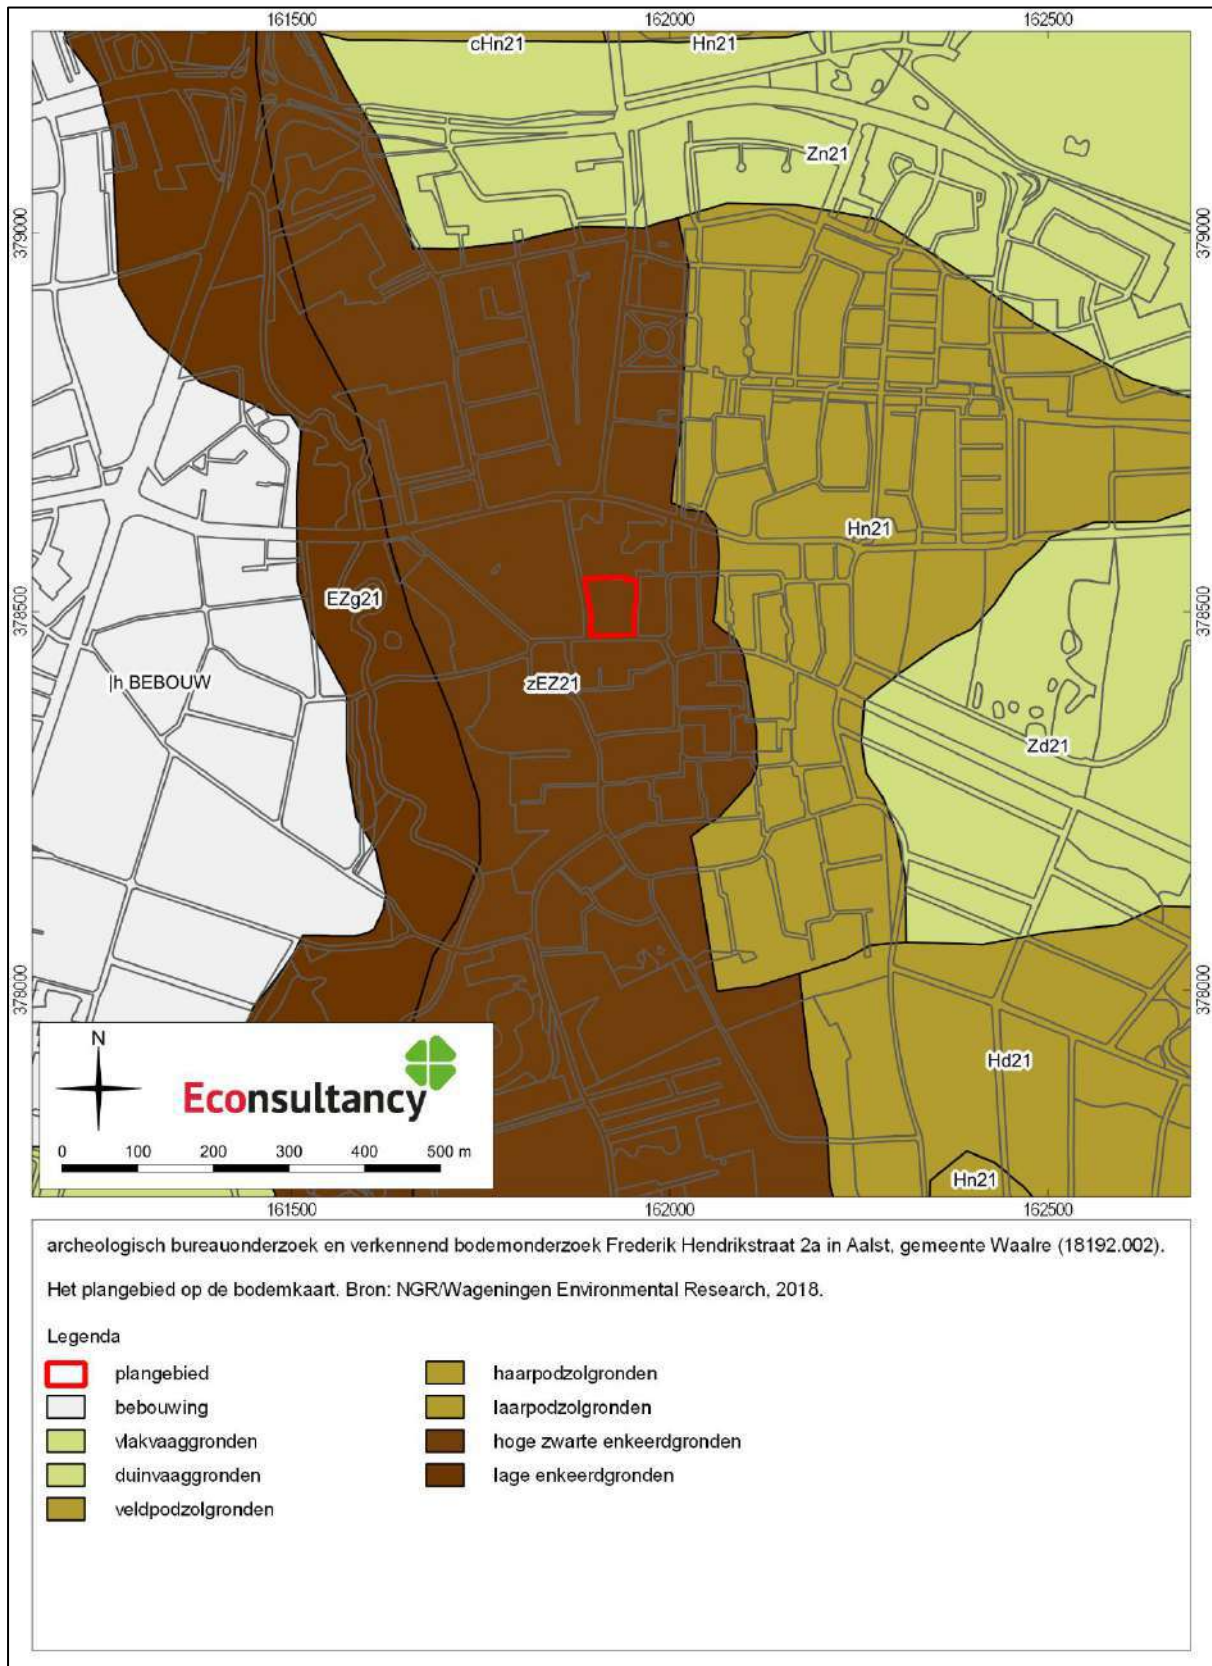 161500 162000 162500
cHn21 Hn21
Zn21
379000 379000
Hn21
EZg21
378500 378500
|h BEBOUW
zEZ21
Zd21
378000 378000
N
Econsultancy
Hd21
0 100 200 300 400 500 m
Hn21
161500 162000 162500
archeologisch bureauonderzoek en verkennend bodemonderzoek Frederik Hendrikstraat 2a in Aalst, gemeente Waalre (18192.002).
Het plangebied op de bodemkaart. Bron: NGR/Wageningen Environmental Research, 2018.
Legenda
plangebied
bebouwing
vlakvaaggronden
duinvaaggronden
veldpodzolgronden
haarpodzolgronden
laarpodzolgronden
hoge zwarte enkeerdgronden
lage enkeerdgronden